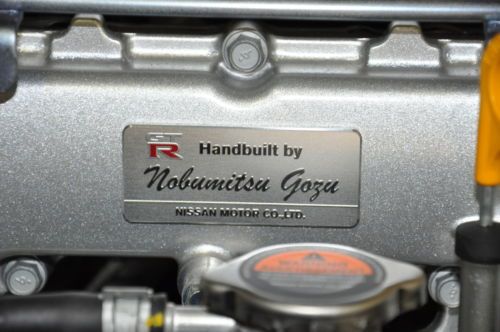 GT
R Handbuilt by
Nobumitsu Gozu
NISSAN MOTOR CO.,LTD.